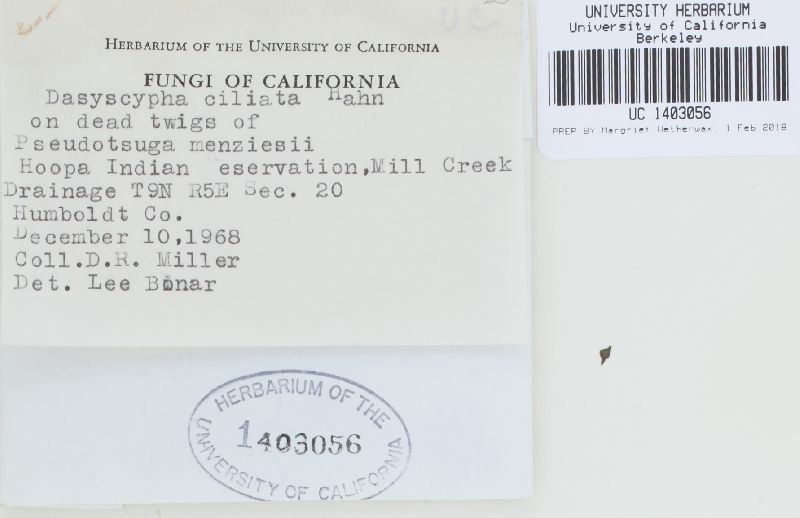 UC
HERBARIUM OF THE UNIVERSITY OF CALIFORNIA
FUNGI OF CALIFORNIA
Dasyscypha ciliata Hahn
on dead twigs of
Pseudotsuga menziesii
Hoopa Indian eservation,Mill Creek
Drainage T9N R5E Sec. 20
Humboldt Co.
December 10,1968
Coll.D.R. Miller
Det. Lee Bonar
HERBARIUM OF THE
1403056
UNIVERSITY OF CALIFORNIA
UNIVERSITY HERBARIUM
University of California
Berkeley
UC 1403056
PREP BY Margriet Wetherwax, 1 Feb 2019